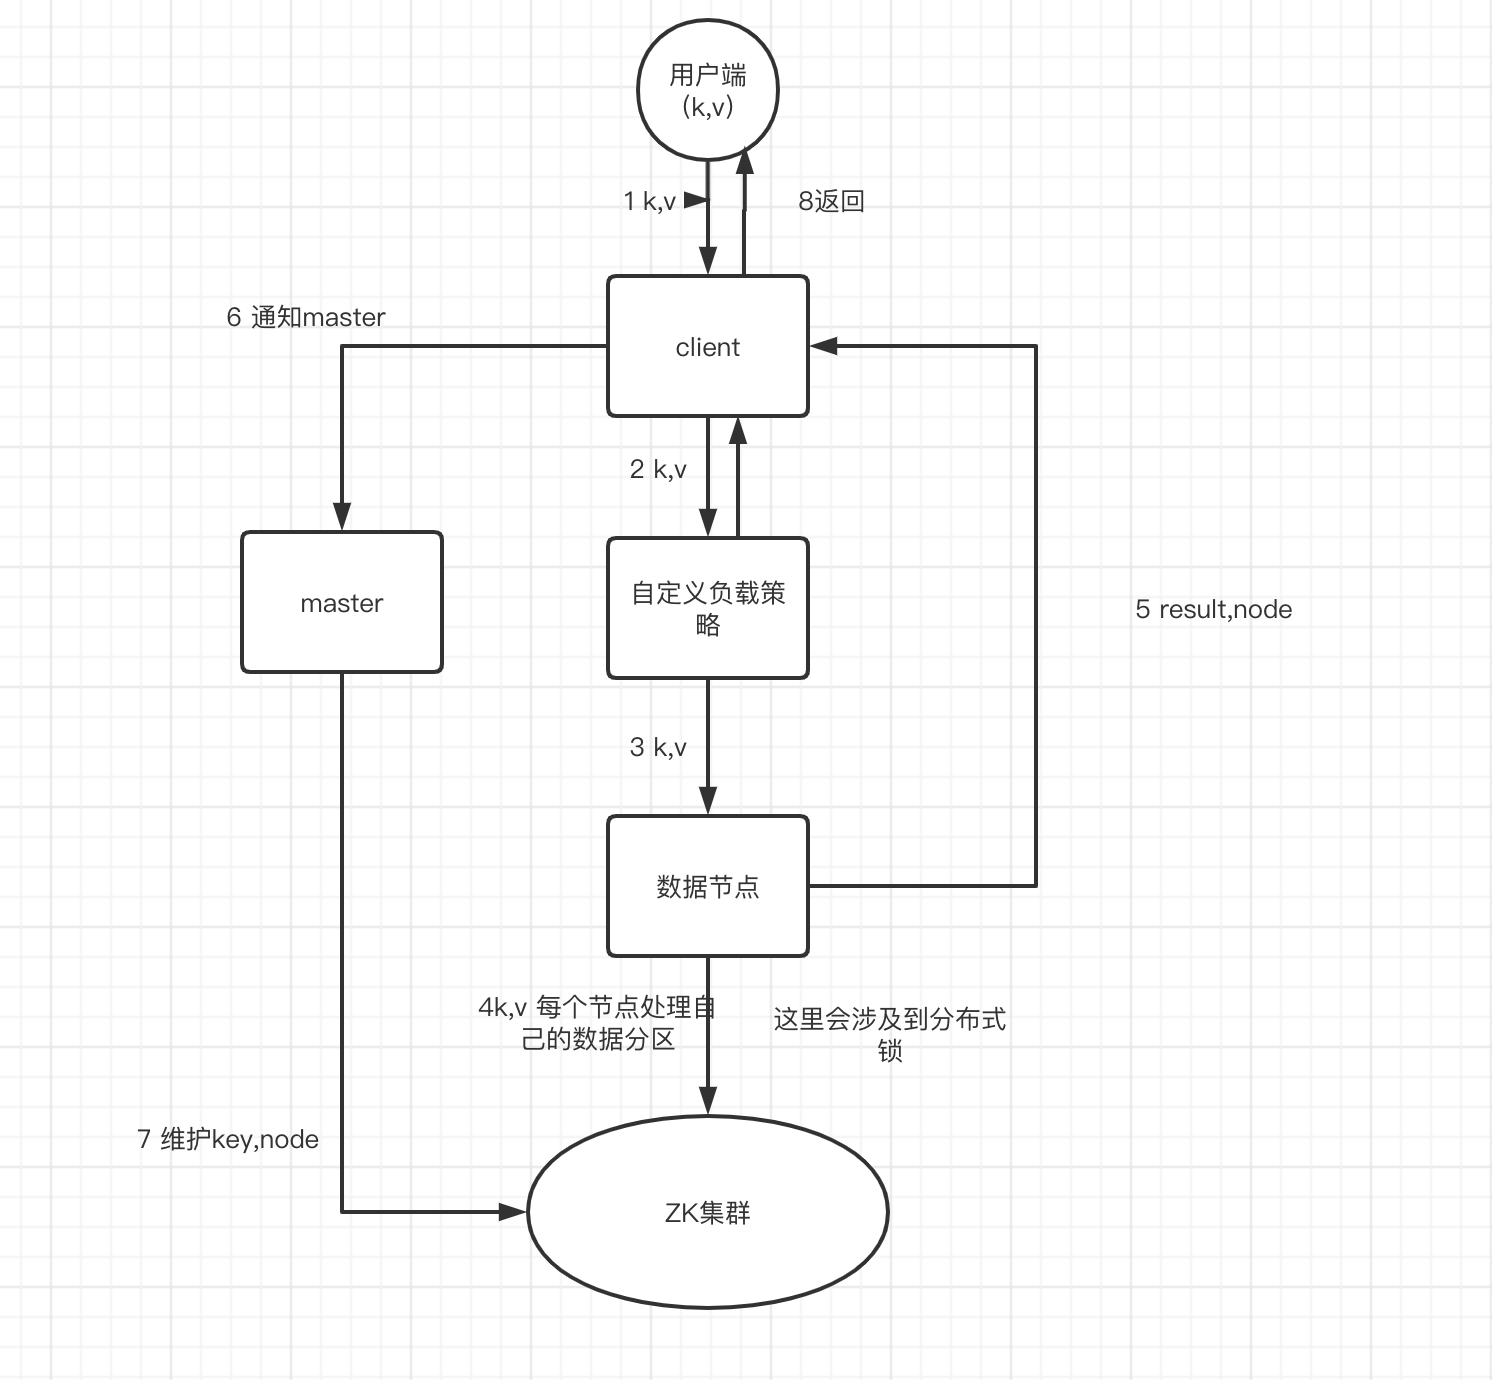 用户端
(k,v)
1 k,v
8返回
6 通知master
client
2 k,v
master
自定义负载策
略
5 result,node
3 k,v
数据节点
4k,v 每个节点处理自
己的数据分区
这里会涉及到分布式
锁
7 维护key,node
ZK集群